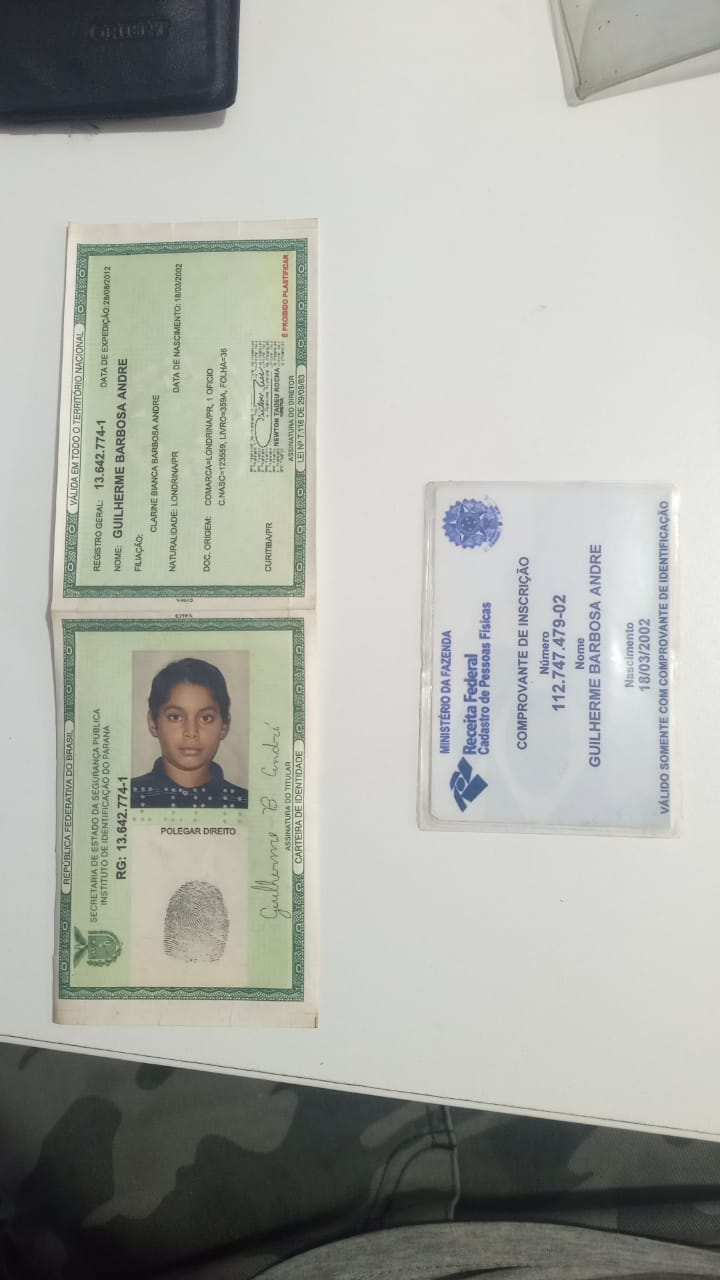 REPÚBLICA FEDERATIVA DO BRASIL
SECRETARIA DE ESTADO DA SEGURANÇA PÚBLICA
INSTITUTO DE IDENTIFICAÇÃO DO PARANÁ
RG: 13.642.774-1
POLEGAR DIREITO
Guilherme B. André
ASSINATURA DO TITULAR
CARTEIRA DE IDENTIDADE
VÁLIDA EM TODO O TERRITÓRIO NACIONAL
REGISTRO GERAL: 13.642.774-1 DATA DE EXPEDIÇÃO: 28/08/2012
NOME: GUILHERME BARBOSA ANDRE
FILIAÇÃO:
CLARINE BIANCA BARBOSA ANDRE
NATURALIDADE: LONDRINA/PR DATA DE NASCIMENTO: 18/03/2002
DOC. ORIGEM: COMARCA=LONDRINA/PR, 1 OFICIO
C.NASC=123559, LIVRO=359A, FOLHA=36
CURITIBA/PR
NEWTON TADEU ROCHA
ASSINATURA DO DIRETOR
É PROIBIDO PLASTIFICAR
LEI Nº 7.116 DE 29/08/83
MINISTÉRIO DA FAZENDA
Receita Federal
Cadastro de Pessoas Físicas
COMPROVANTE DE INSCRIÇÃO
Número
112.747.479-02
Nome
GUILHERME BARBOSA ANDRE
Nascimento
18/03/2002
VÁLIDO SOMENTE COM COMPROVANTE DE IDENTIFICAÇÃO